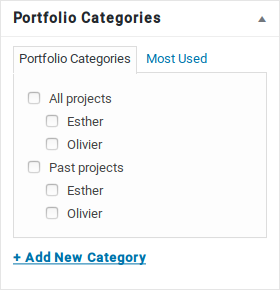 Portfolio Categories
Portfolio Categories Most Used
All projects
Esther
Olivier
Past projects
Esther
Olivier
+ Add New Category